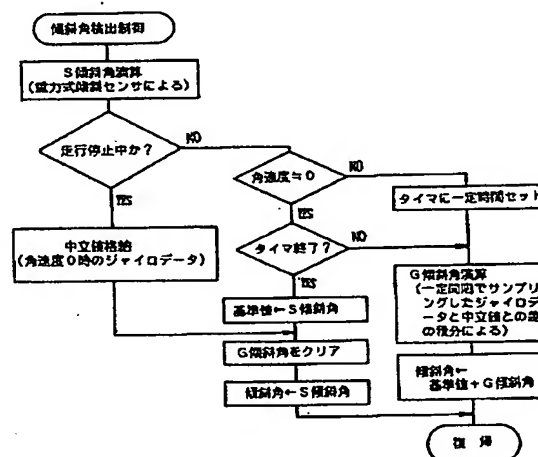 傾斜角検出制御
S傾斜角演算
(重力式傾斜センサによる)
走行停止中か?
NO
YES
角速度≒0
NO
YES
タイマに一定時間セット
中立値格納
(角速度0時のジャイロデータ)
タイマ終了?
NO
YES
G傾斜角演算
(一定間隔でサンプリ
ングしたジャイロデ
ータと中立値との差
の積分による)
基準値←S傾斜角
G傾斜角をクリア
傾斜角←S傾斜角
傾斜角←
基準値+G傾斜角
復 帰